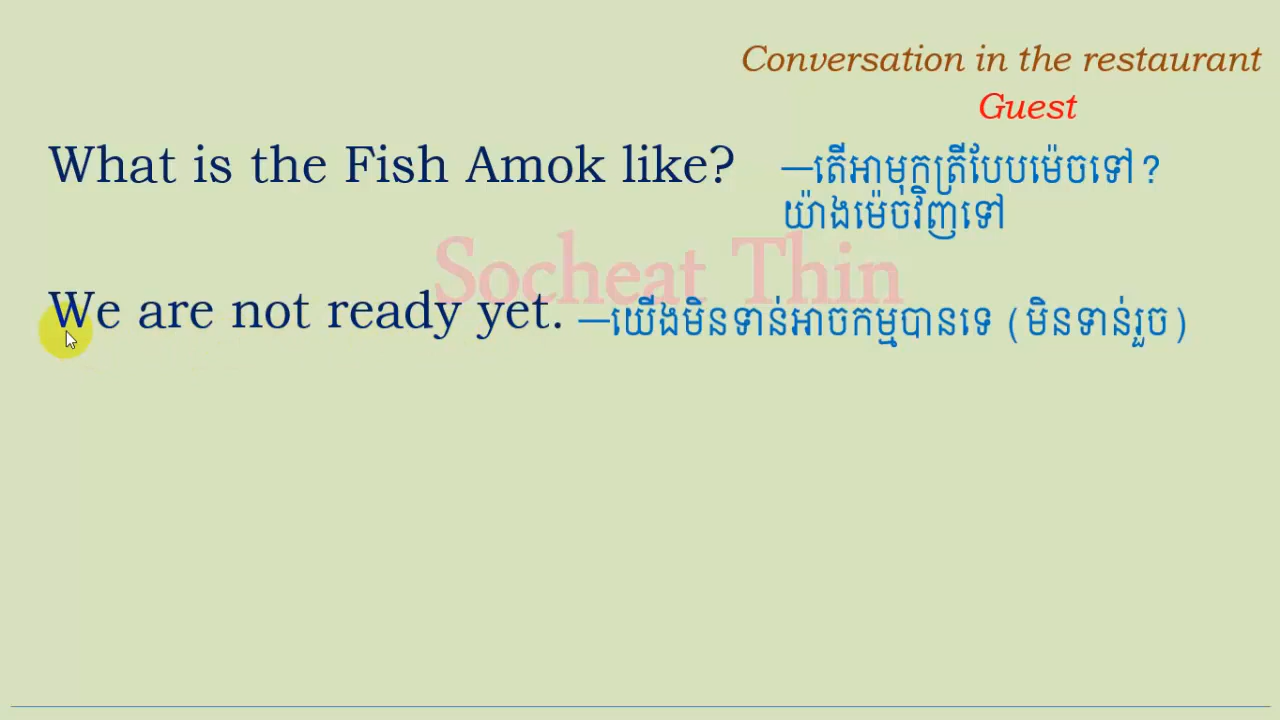 Conversation in the restaurant
Guest
What is the Fish Amok like? —តើអាមុកត្រីបែបម៉េចទៅ?
យ៉ាងម៉េចវិញទៅ
Socheat Thin
We are not ready yet. —យើងមិនទាន់អាចកម្មបានទេ (មិនទាន់រួច)